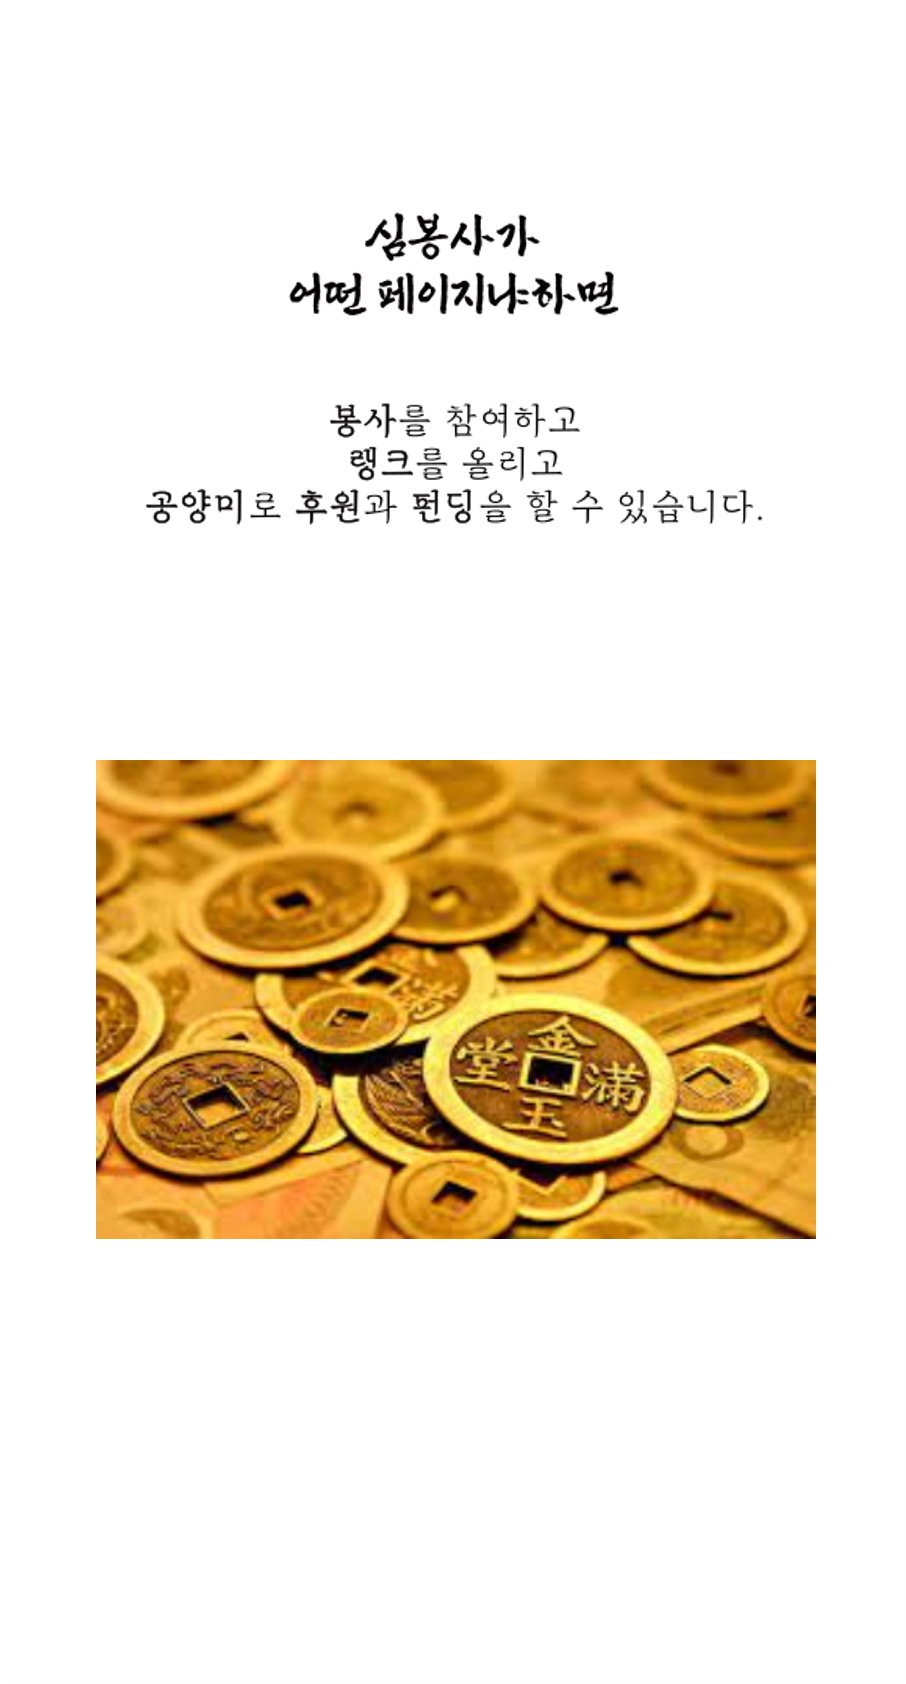 심봉사가
어떤 페이지냐하면
봉사를 참여하고
랭크를 올리고
공양미로 후원과 펀딩을 할 수 있습니다.
金
堂 滿
玉